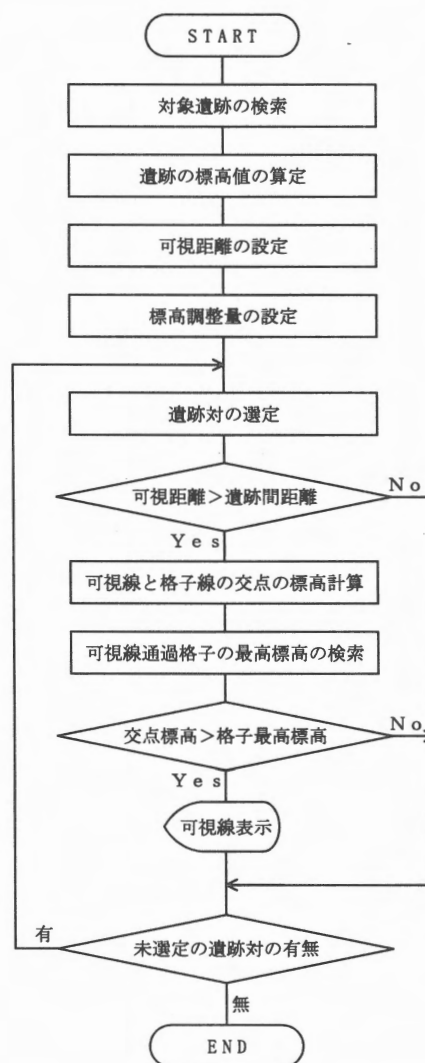 START
対象遺跡の検索
遺跡の標高値の算定
可視距離の設定
標高調整量の設定
遺跡対の選定
可視距離＞遺跡間距離
No
Yes
可視線と格子線の交点の標高計算
可視線通過格子の最高標高の検索
交点標高＞格子最高標高
No
Yes
可視線表示
有
未選定の遺跡対の有無
無
END